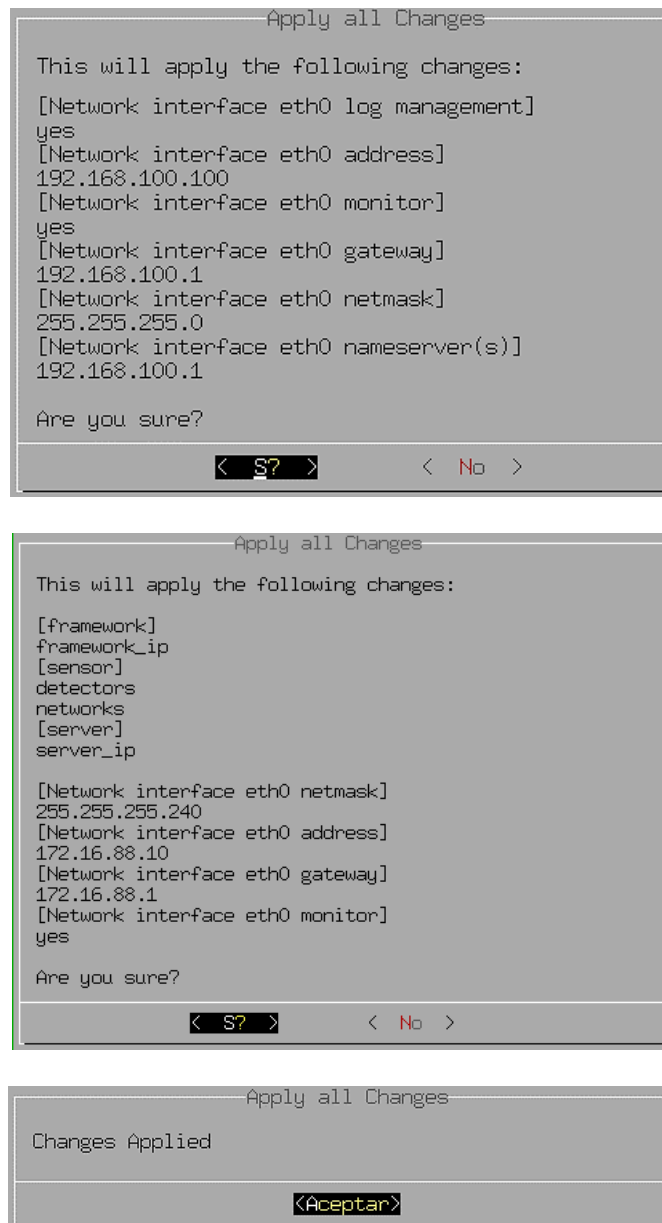 Apply all Changes
This will apply the following changes:
[Network interface eth0 log management]
yes
[Network interface eth0 address]
192.168.100.100
[Network interface eth0 monitor]
yes
[Network interface eth0 gateway]
192.168.100.1
[Network interface eth0 netmask]
255.255.255.0
[Network interface eth0 nameserver(s)]
192.168.100.1
Are you sure?
< S? > < No >
Apply all Changes
This will apply the following changes:
[framework]
framework_ip
[sensor]
detectors
networks
[server]
server_ip
[Network interface eth0 netmask]
255.255.255.240
[Network interface eth0 address]
172.16.88.10
[Network interface eth0 gateway]
172.16.88.1
[Network interface eth0 monitor]
yes
Are you sure?
< S? > < No >
Apply all Changes
Changes Applied
<Aceptar>